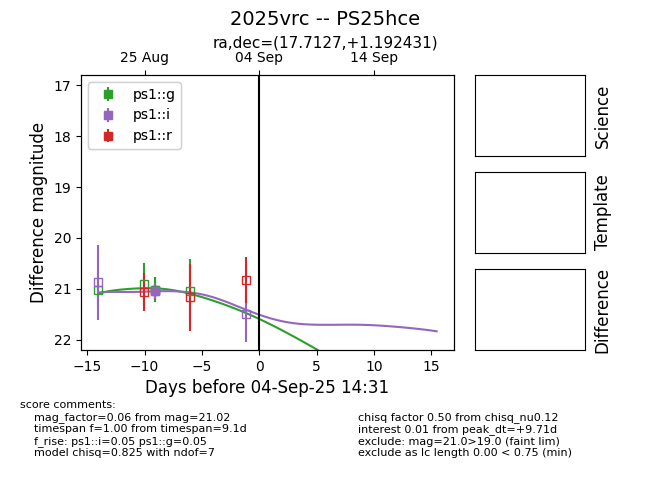 2025vrc -- PS25hce
ra,dec=(17.7127,+1.192431)
25 Aug 04 Sep 14 Sep
ps1::g
ps1::i
ps1::r
17
18
19
20
21
22
Difference magnitude
−15 −10 −5 0 5 10 15
Days before 04-Sep-25 14:31
Science
Template
Difference
score comments:
mag_factor=0.06 from mag=21.02
timespan f=1.00 from timespan=9.1d
f_rise: ps1::i=0.05 ps1::g=0.05
model chisq=0.825 with ndof=7
chisq factor 0.50 from chisq_nu0.12
interest 0.01 from peak_dt=+9.71d
exclude: mag=21.0>19.0 (faint lim)
exclude as lc length 0.00 < 0.75 (min)